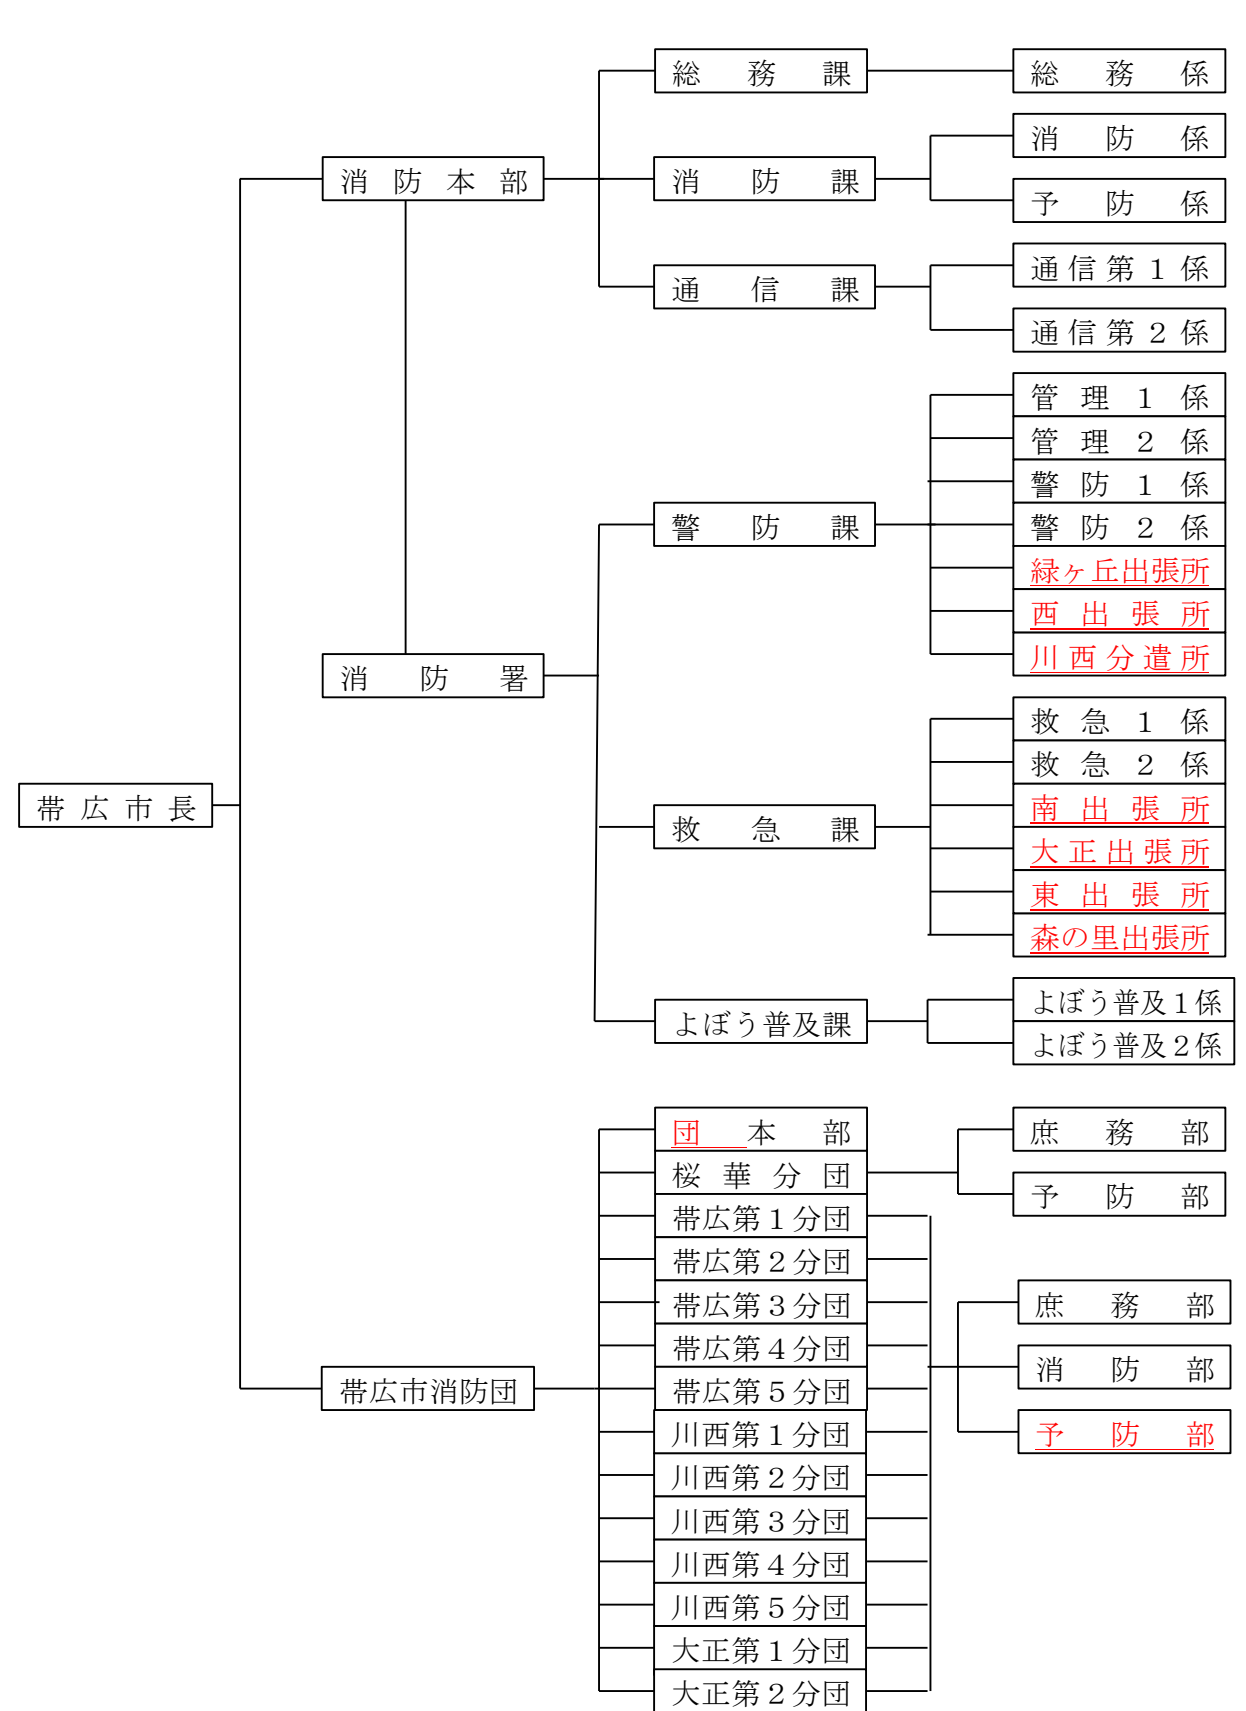 総務課
総務係
消防係
消防本部
消防課
予防係
通信第１係
通信課
通信第２係
管理１係
管理２係
警防１係
警防課
警防２係
緑ヶ丘出張所
西出張所
川西分遣所
消防署
救急１係
救急２係
帯広市長
南出張所
救急課
大正出張所
東出張所
森の里出張所
よぼう普及課
よぼう普及１係
よぼう普及２係
団本部
庶務部
桜華分団
予防部
帯広第１分団
帯広第２分団
帯広第３分団
庶務部
帯広第４分団
消防部
帯広市消防団
帯広第５分団
予防部
川西第１分団
川西第２分団
川西第３分団
川西第４分団
川西第５分団
大正第１分団
大正第２分団